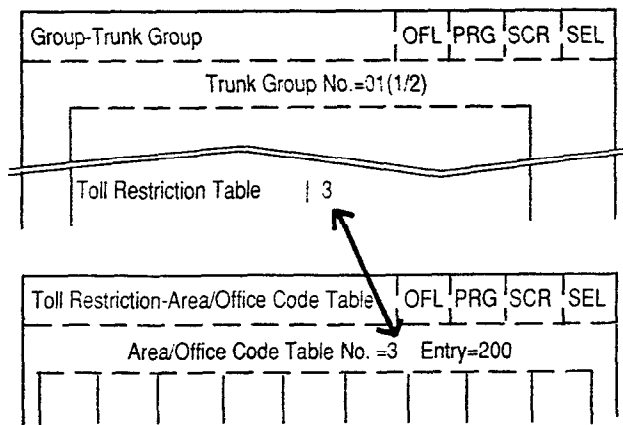 Group-Trunk Group OFL PRG SCR SEL
Trunk Group No.=01(1/2)
Toll Restriction Table | 3
Toll Restriction-Area/Office Code Table OFL PRG SCR SEL
Area/Office Code Table No. =3 Entry=200